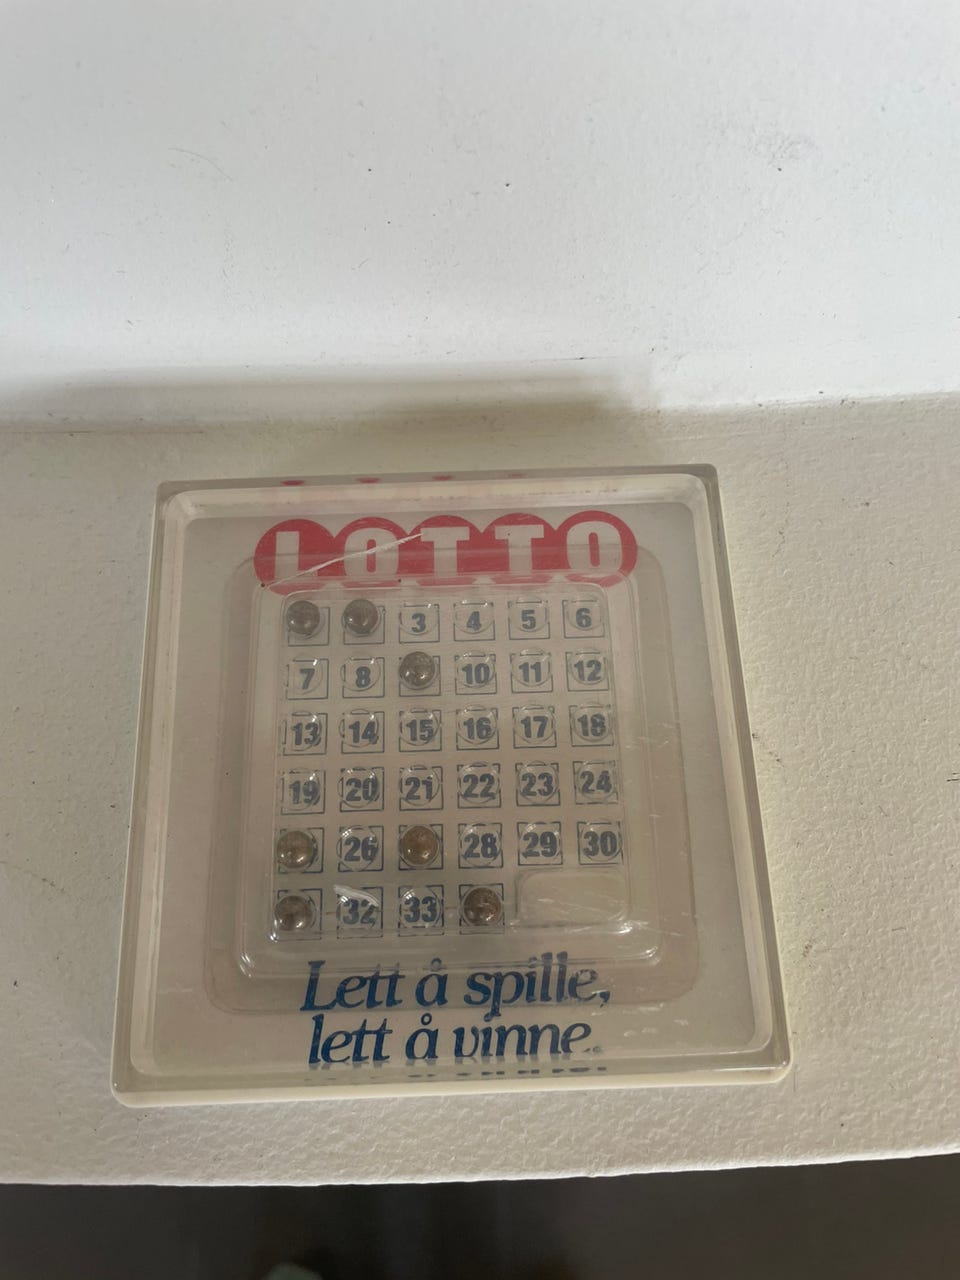 LOTTO
3 4 5 6
7 8 10 11 12
13 14 15 16 17 18
19 20 21 22 23 24
26 28 29 30
32 33
Lett å spille,
lett å vinne.